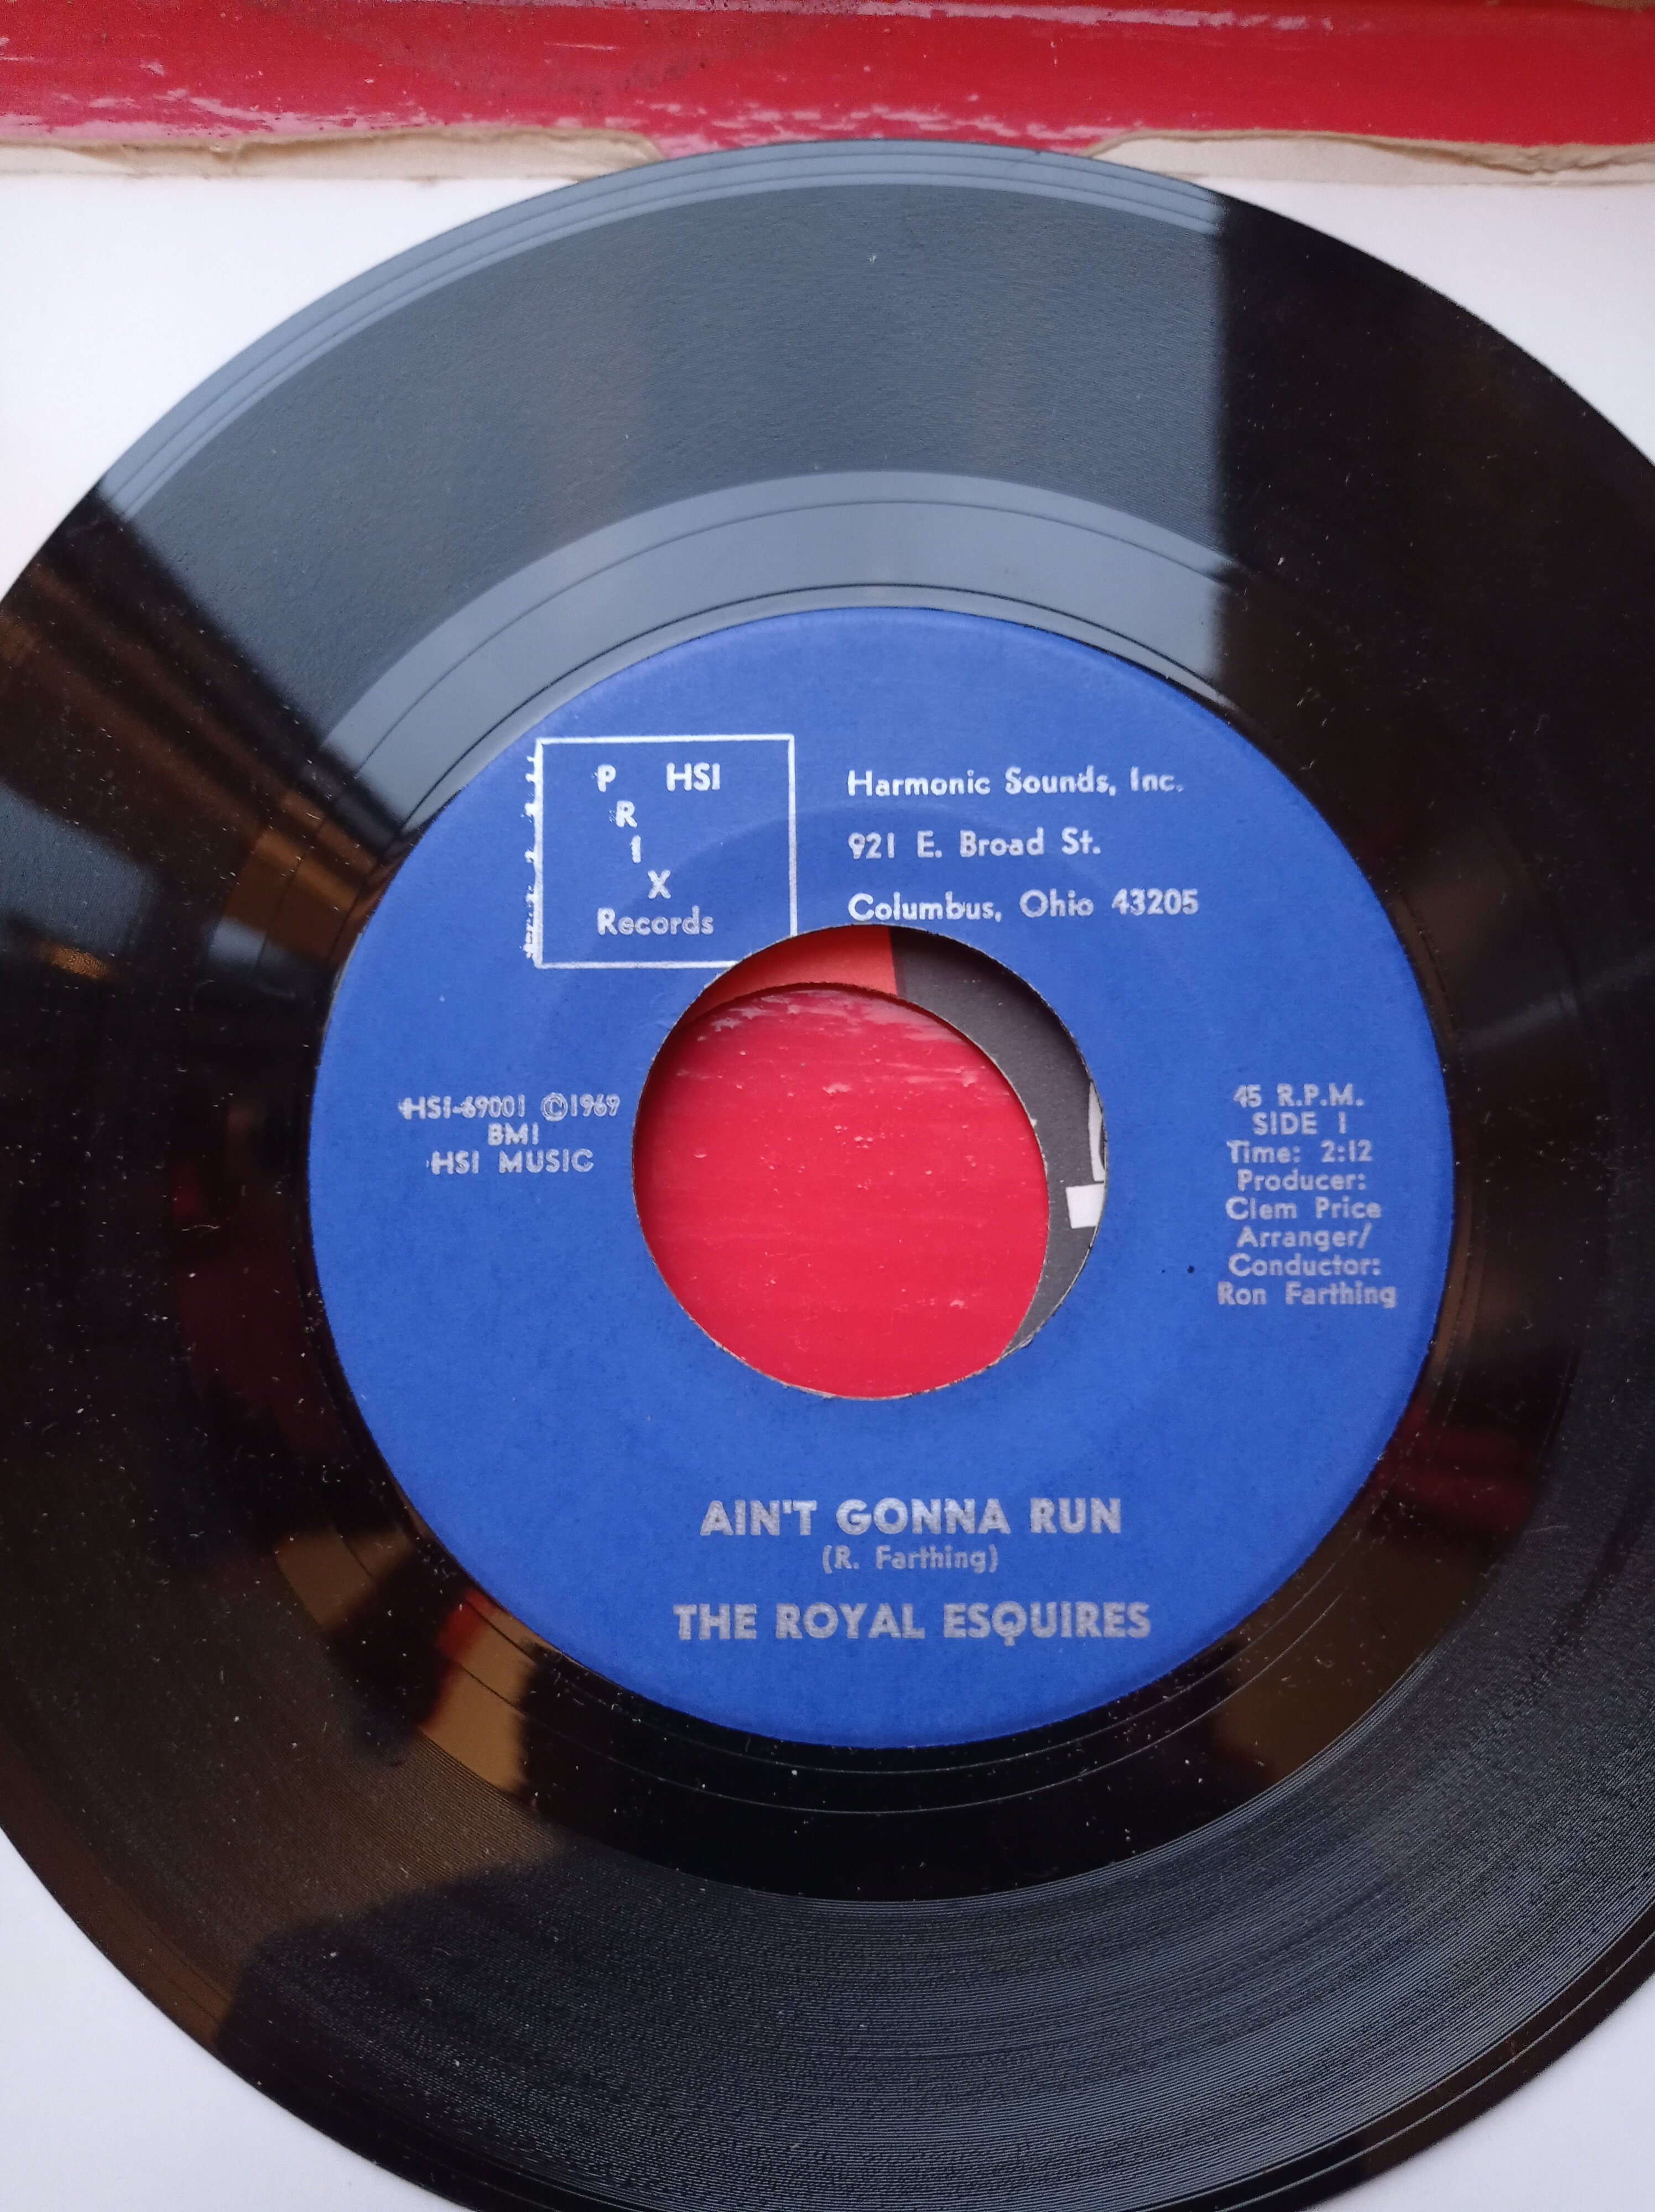 P HSI
R
I
X
Records
Harmonic Sounds, Inc.
921 E. Broad St.
Columbus, Ohio 43205
HSI-69001 ©1969
BMI
HSI MUSIC
45 R.P.M.
SIDE 1
Time: 2:12
Producer:
Clem Price
Arranger/
Conductor:
Ron Farthing
AIN'T GONNA RUN
(R. Farthing)
THE ROYAL ESQUIRES